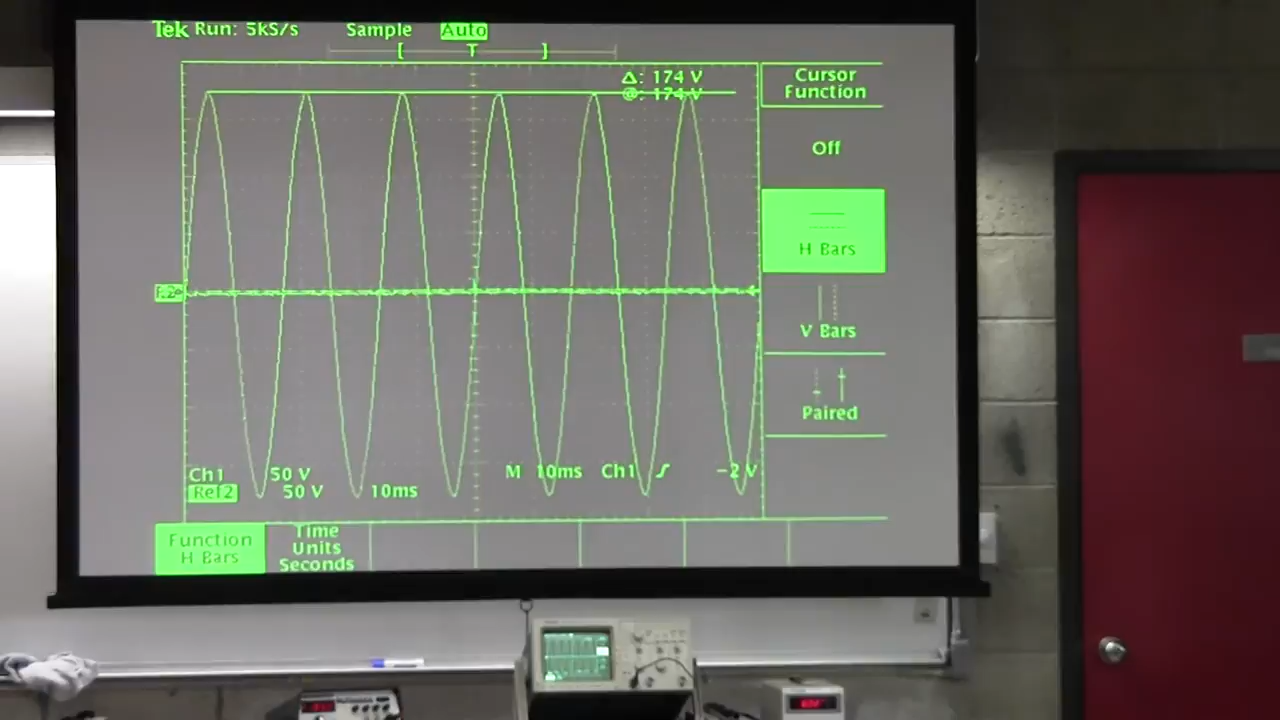 Tek Run: 5kS/s Sample Auto
[ T ]
Δ: 174 V
@: 174 V
Cursor
Function
Off
H Bars
V Bars
Paired
Ch1 50 V M 10ms Ch1 -2 V
Ref2 50 V 10ms
Function
H Bars
Time
Units
Seconds